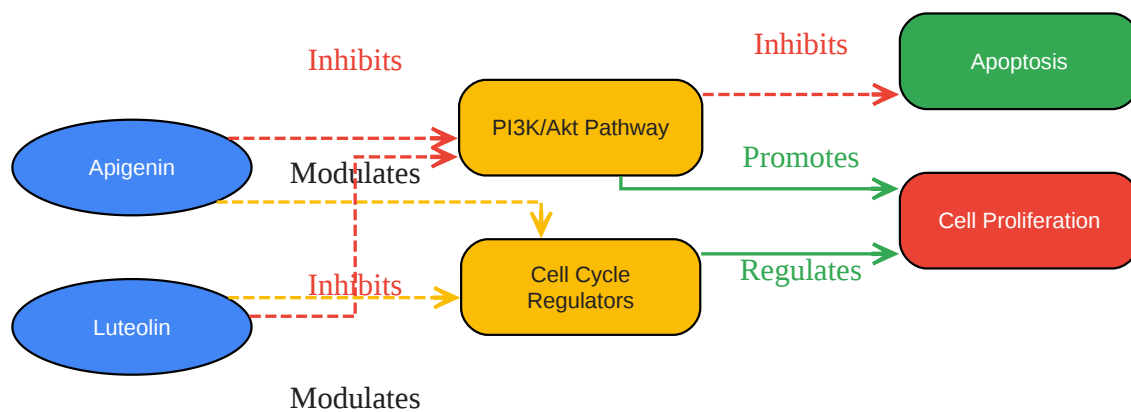 Inhibits
Inhibits
Apoptosis
PI3K/Akt Pathway
Apigenin
Modulates
Promotes
Cell Proliferation
Cell Cycle
Regulators
Regulates
Inhibits
Luteolin
Modulates